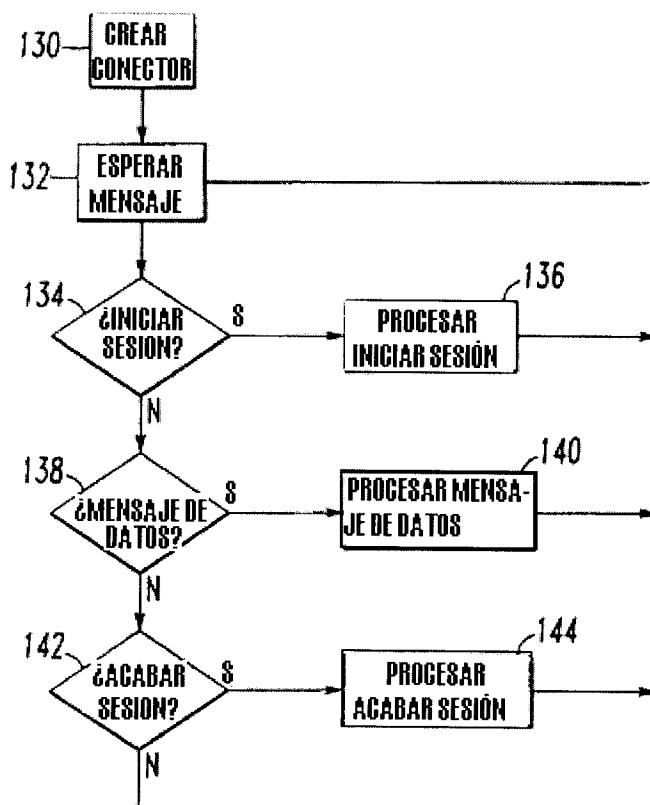 130
CREAR
CONECTOR
132
ESPERAR
MENSAJE
134
¿INICIAR
SESION?
S
136
PROCESAR
INICIAR SESIÓN
N
138
¿MENSAJE DE
DATOS?
S
140
PROCESAR MENSA-
JE DE DATOS
N
142
¿ACABAR
SESION?
S
144
PROCESAR
ACABAR SESIÓN
N